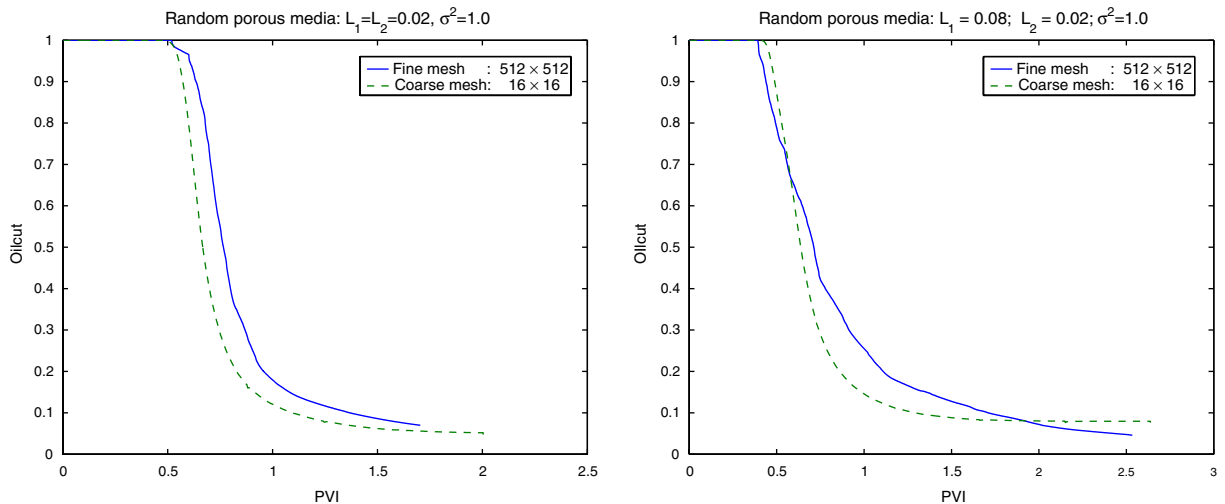 Random porous media: L1=L2=0.02, σ²=1.0
1
0.9
0.8
0.7
0.6
0.5
0.4
0.3
0.2
0.1
0
Oilcut
Fine mesh : 512 × 512
Coarse mesh: 16 × 16
0 0.5 1 1.5 2 2.5
PVI
Random porous media: L1 = 0.08; L2 = 0.02; σ²=1.0
1
0.9
0.8
0.7
0.6
0.5
0.4
0.3
0.2
0.1
0
Oilcut
Fine mesh : 512 × 512
Coarse mesh: 16 × 16
0 0.5 1 1.5 2 2.5 3
PVI